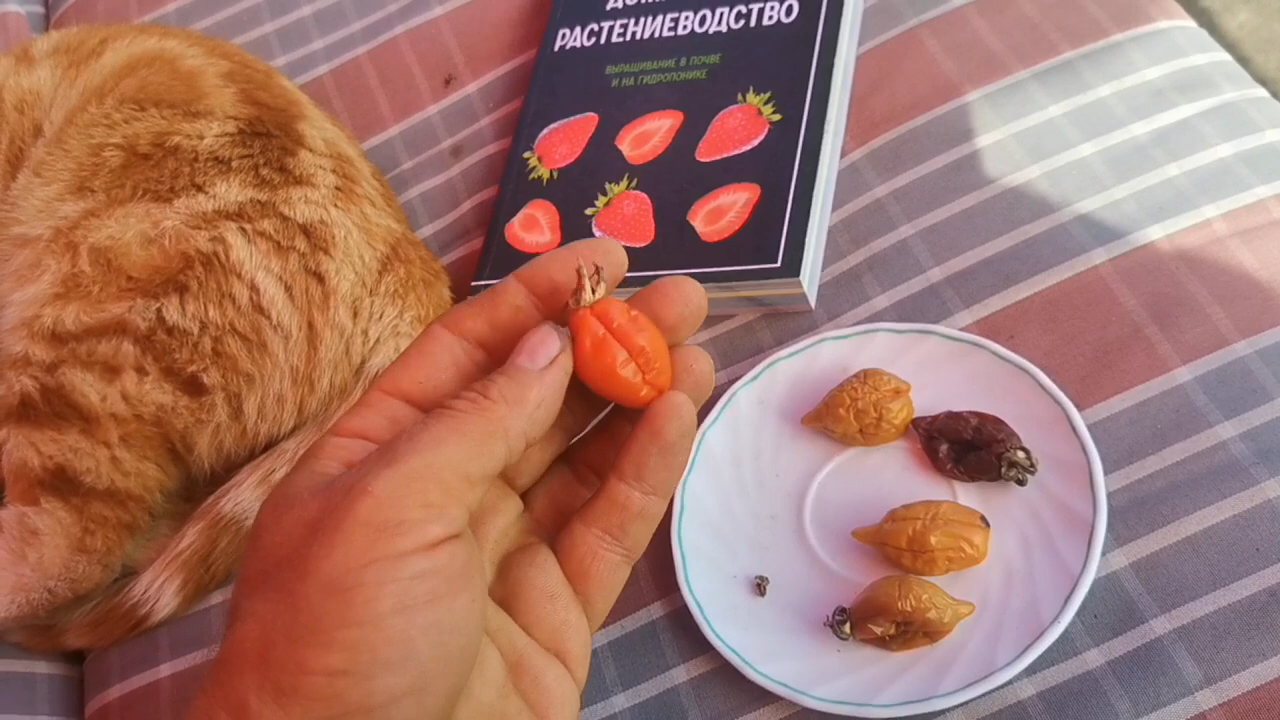 РАСТЕНИЕВОДСТВО
ВЫРАЩИВАНИЕ В ПОЧВЕ
И НА ГИДРОПОНИКЕ